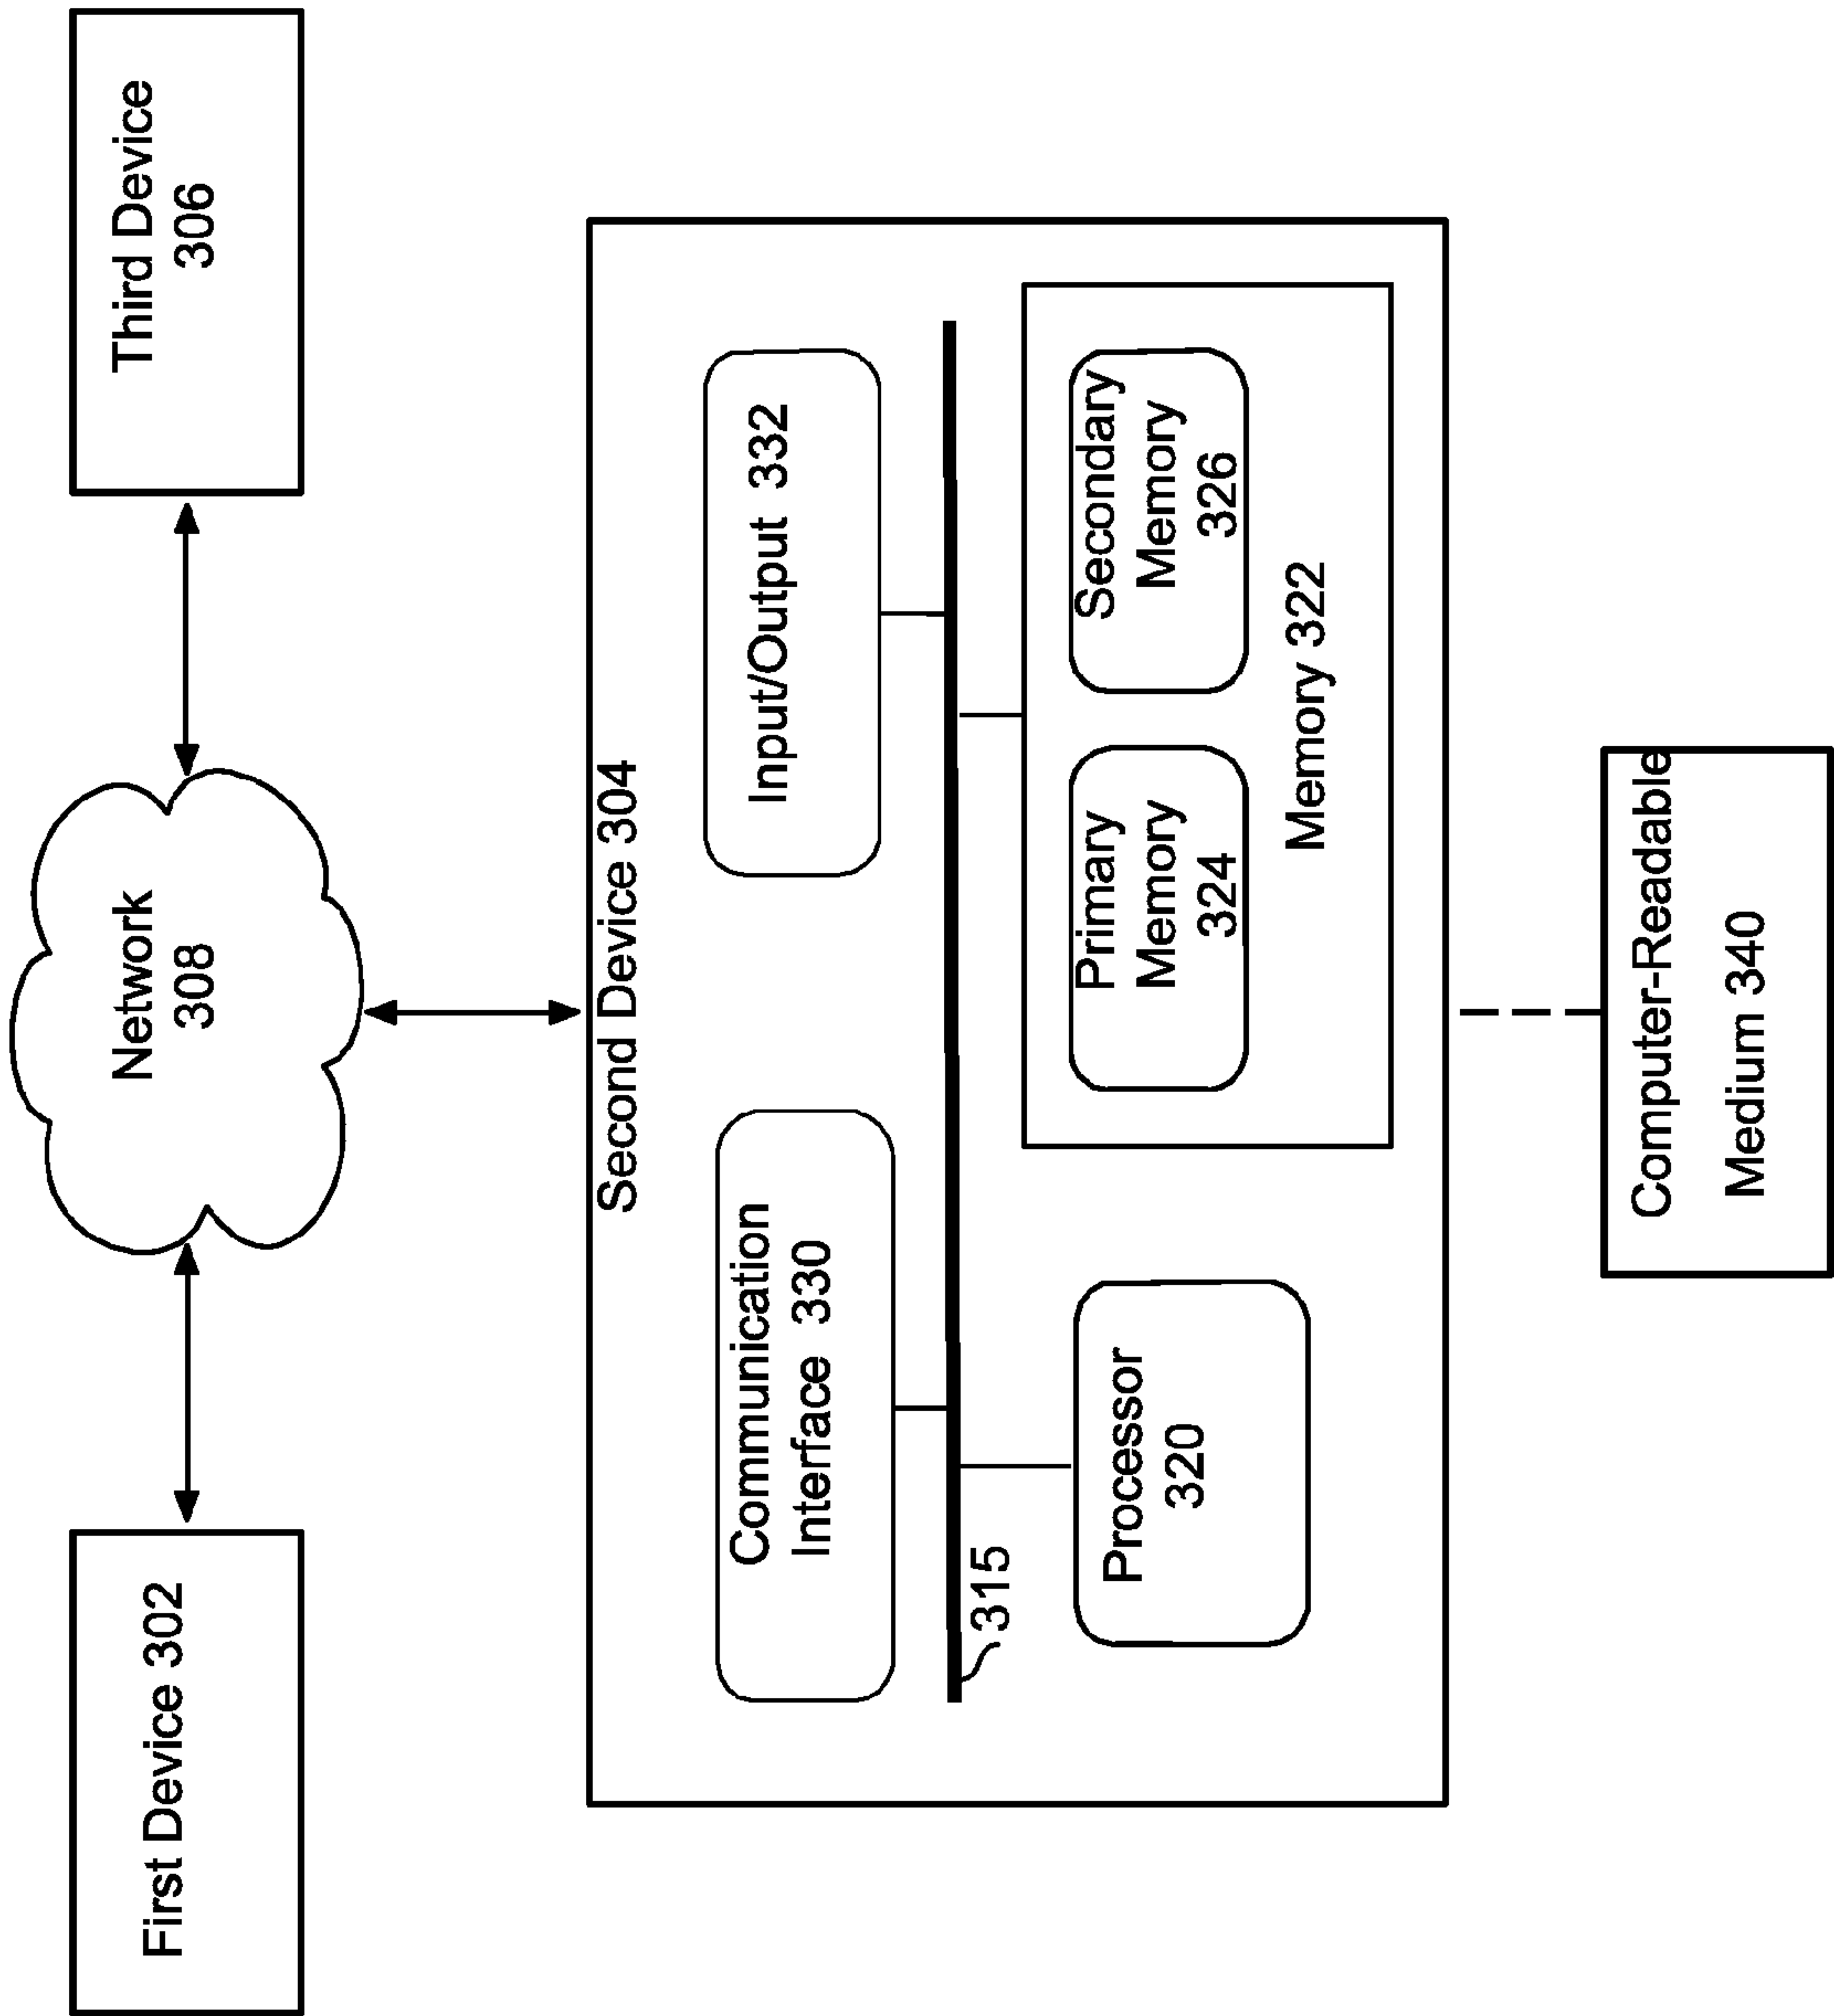 First Device 302
Network
308
Third Device
306
Second Device 304
Communication
Interface 330
Input/Output 332
315
Processor
320
Primary
Memory
324
Secondary
Memory
326
Memory 322
Computer-Readable
Medium 340